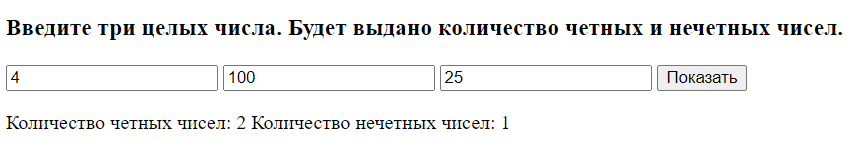 Введите три целых числа. Будет выдано количество четных и нечетных чисел.
4 100 25 Показать
Количество четных чисел: 2 Количество нечетных чисел: 1